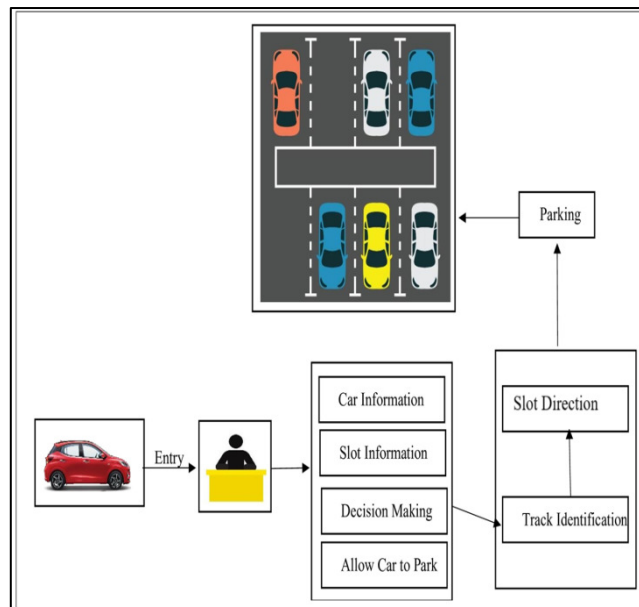 Parking
Car Information
Slot Information
Decision Making
Allow Car to Park
Entry
Slot Direction
Track Identification